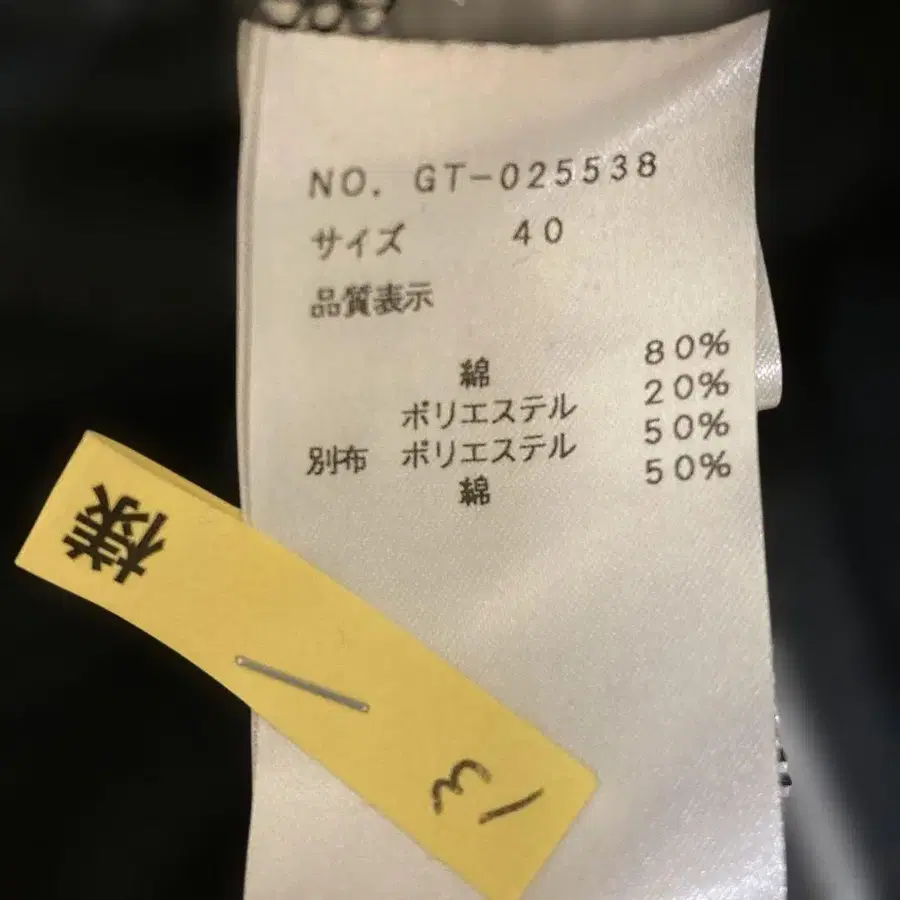 NO. GT-025538
サイズ 40
品質表示
綿 80%
ポリエステル 20%
別布 ポリエステル 50%
綿 50%
様
13